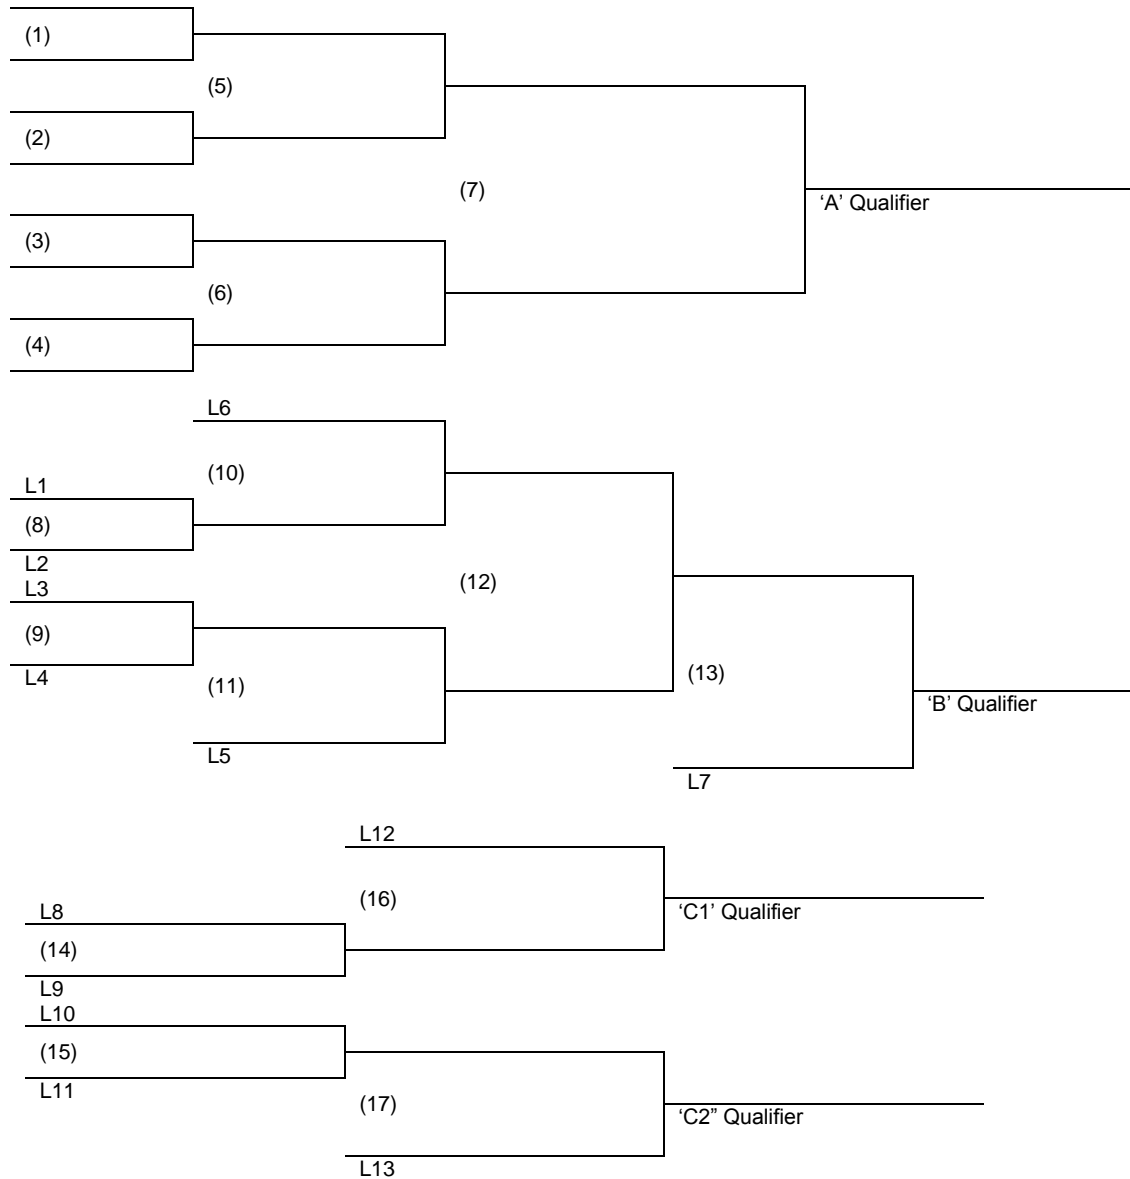 (1)
(5)
(2)
(7)
‘A’ Qualifier
(3)
(6)
(4)
L6
(10)
L1
(8)
L2
L3
(12)
(9)
L4
(11)
(13)
‘B’ Qualifier
L5
L7
L12
(16)
L8
‘C1’ Qualifier
(14)
L9
L10
(15)
L11
(17)
‘C2” Qualifier
L13